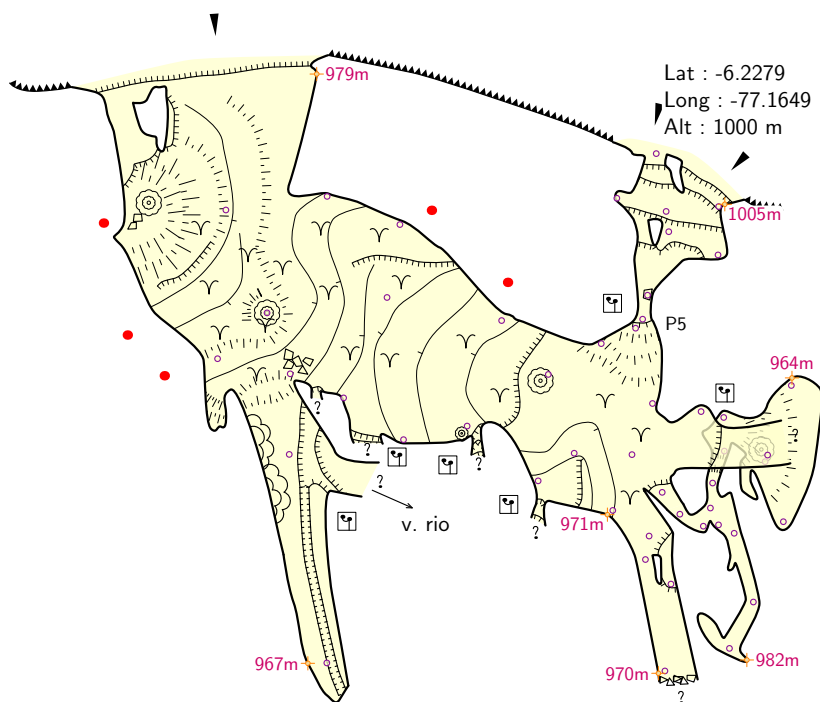 979m
Lat : -6.2279
Long : -77.1649
Alt : 1000 m
1005m
P5
964m
?
?
?
?
?
971m
?
v. rio
967m
970m
982m
?